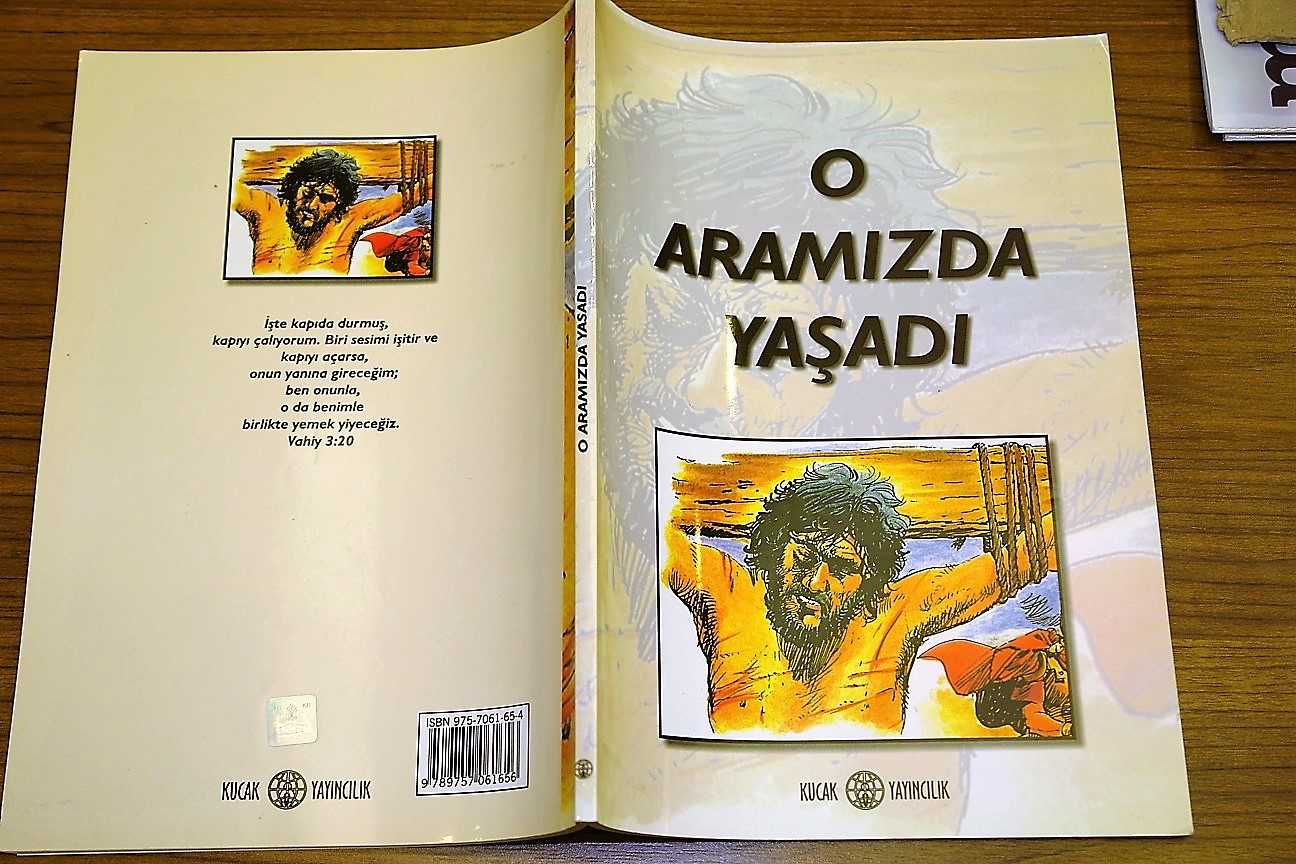 İşte kapıda durmuş,
kapıyı çalıyorum. Biri sesimi işitir ve
kapıyı açarsa,
onun yanına gireceğim;
ben onunla,
o da benimle
birlikte yemek yiyeceğiz.
Vahiy 3:20
ISBN 975-7061-65-4
9 789757 061656
KUCAK YAYINCILIK
O ARAMIZDA YAŞADI
O
ARAMIZDA
YAŞADI
KUCAK YAYINCILIK